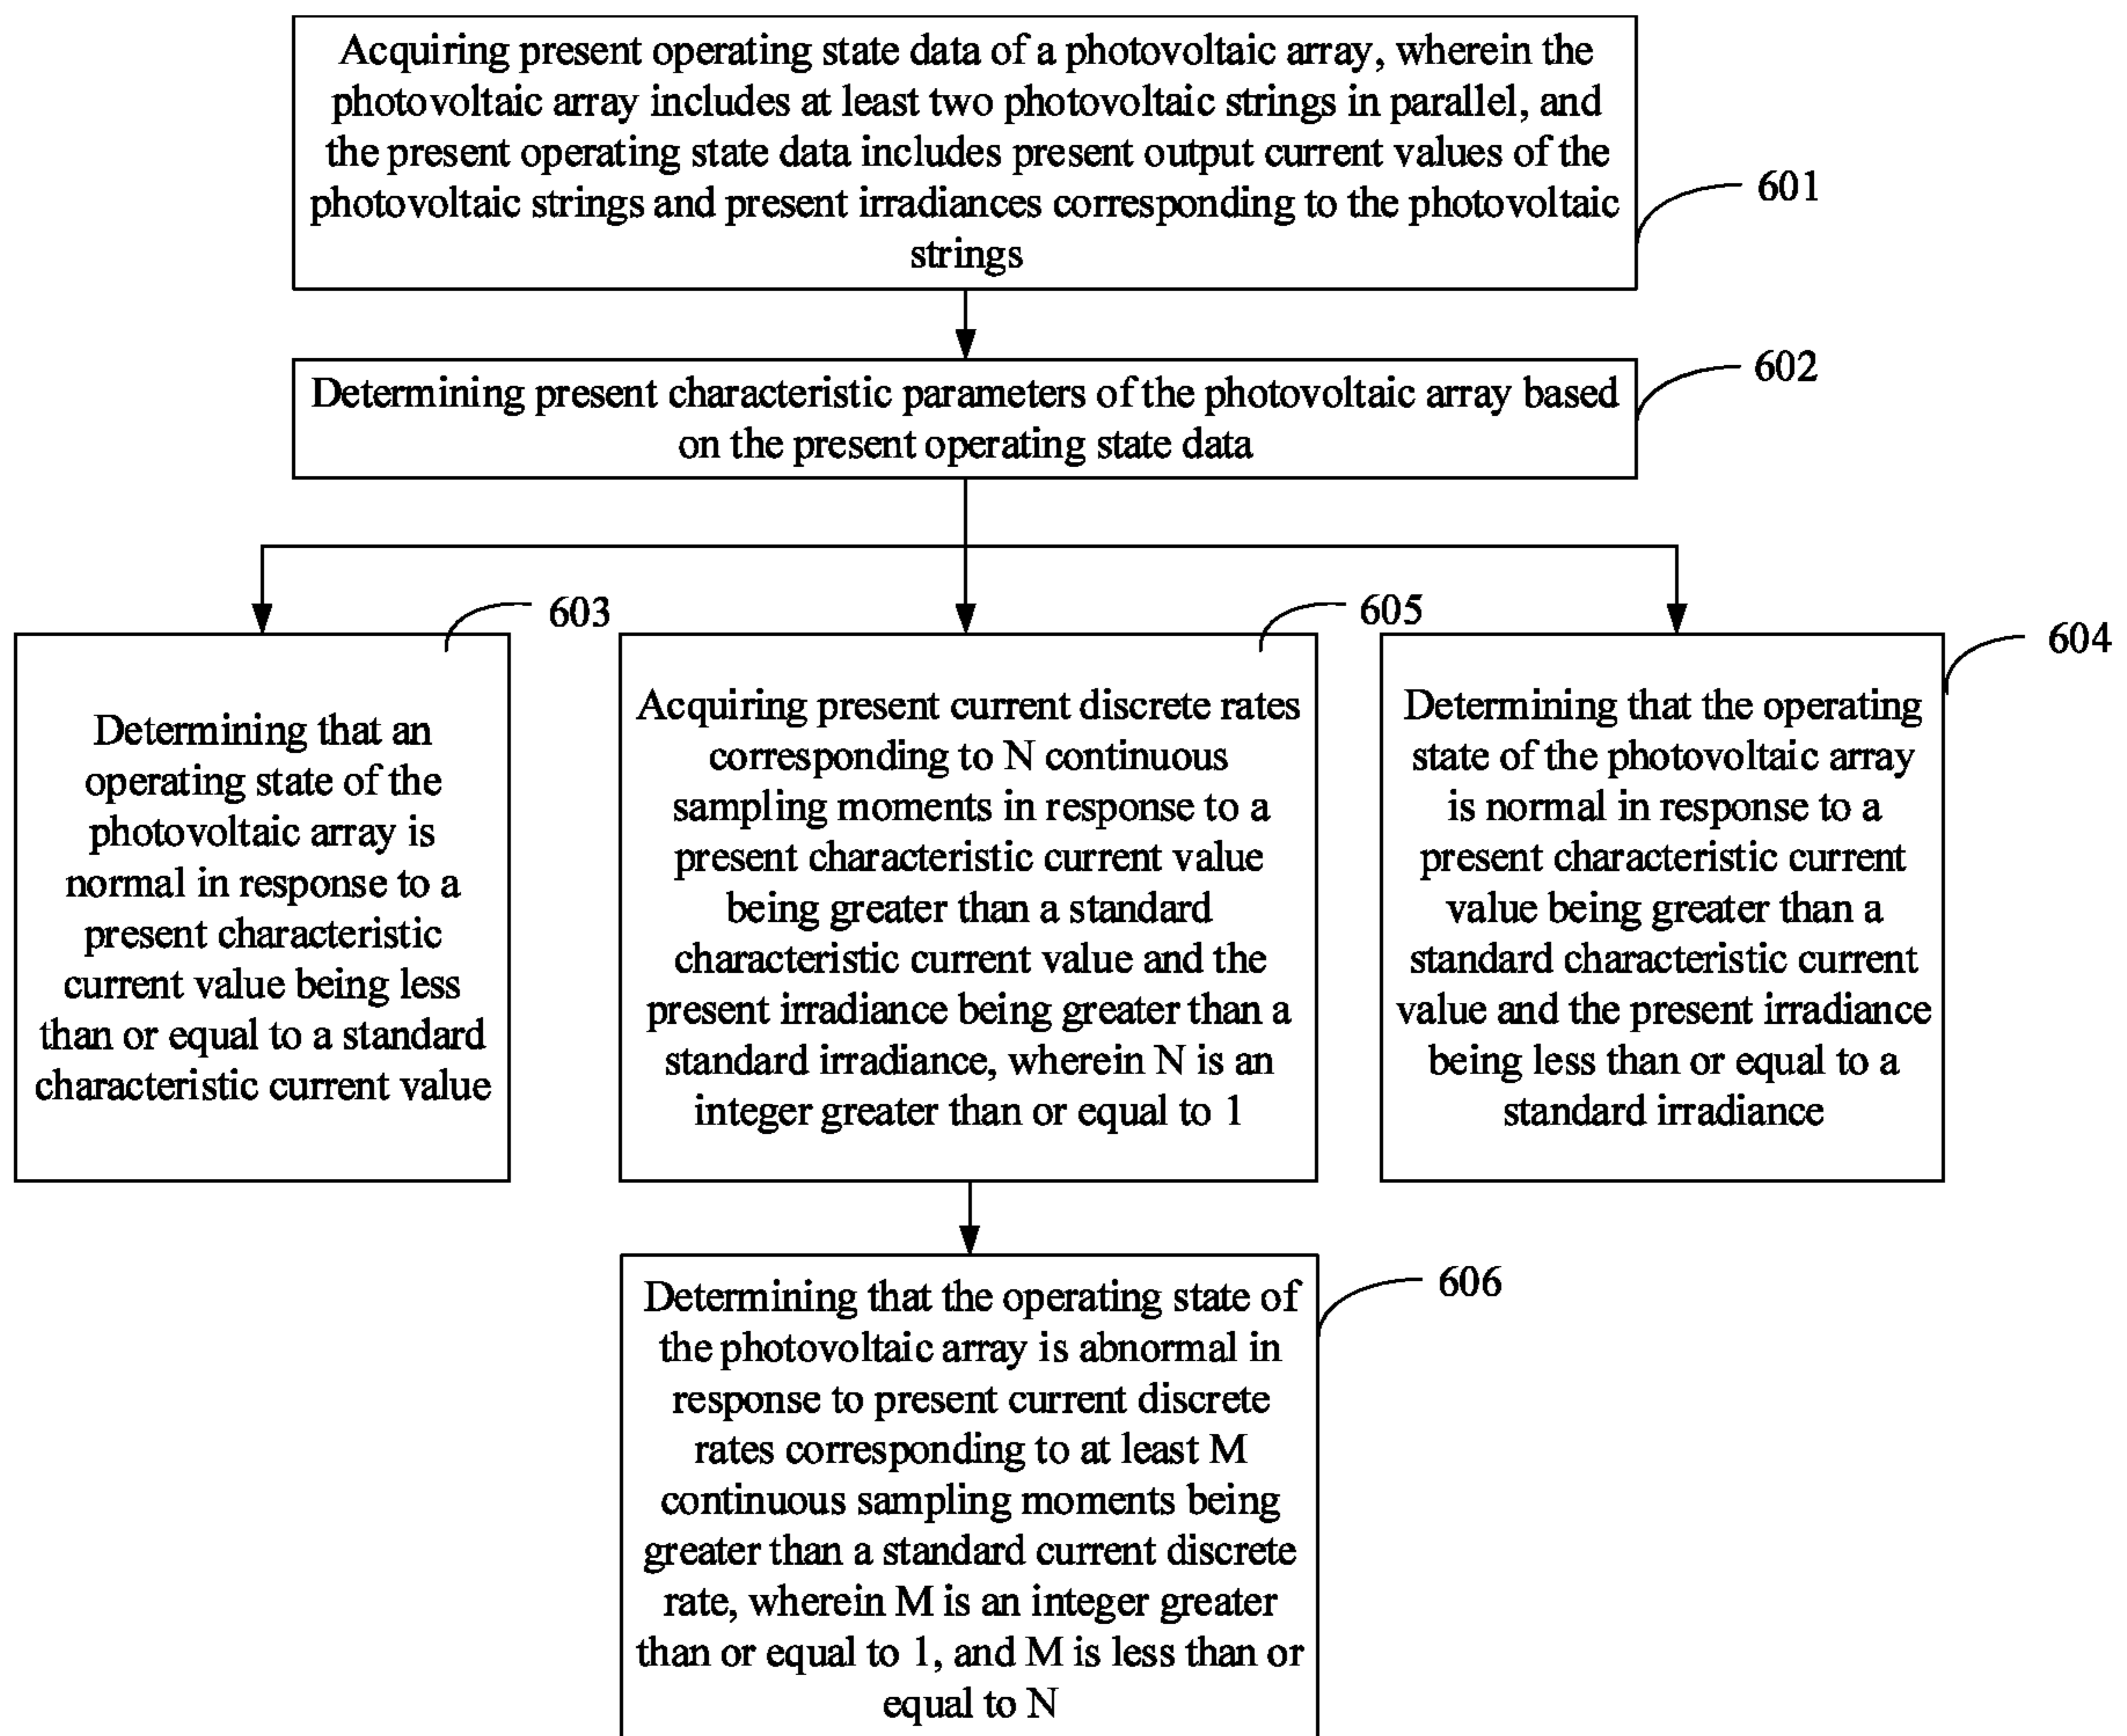 Acquiring present operating state data of a photovoltaic array, wherein the
photovoltaic array includes at least two photovoltaic strings in parallel, and
the present operating state data includes present output current values of the
photovoltaic strings and present irradiances corresponding to the photovoltaic
strings
601
602
Determining present characteristic parameters of the photovoltaic array based
on the present operating state data
603
Determining that an
operating state of the
photovoltaic array is
normal in response to a
present characteristic
current value being less
than or equal to a standard
characteristic current value
605
Acquiring present current discrete rates
corresponding to N continuous
sampling moments in response to a
present characteristic current value
being greater than a standard
characteristic current value and the
present irradiance being greater than a
standard irradiance, wherein N is an
integer greater than or equal to 1
604
Determining that the operating
state of the photovoltaic array
is normal in response to a
present characteristic current
value being greater than a
standard characteristic current
value and the present irradiance
being less than or equal to a
standard irradiance
606
Determining that the operating state of
the photovoltaic array is abnormal in
response to present current discrete
rates corresponding to at least M
continuous sampling moments being
greater than a standard current discrete
rate, wherein M is an integer greater
than or equal to 1, and M is less than or
equal to N